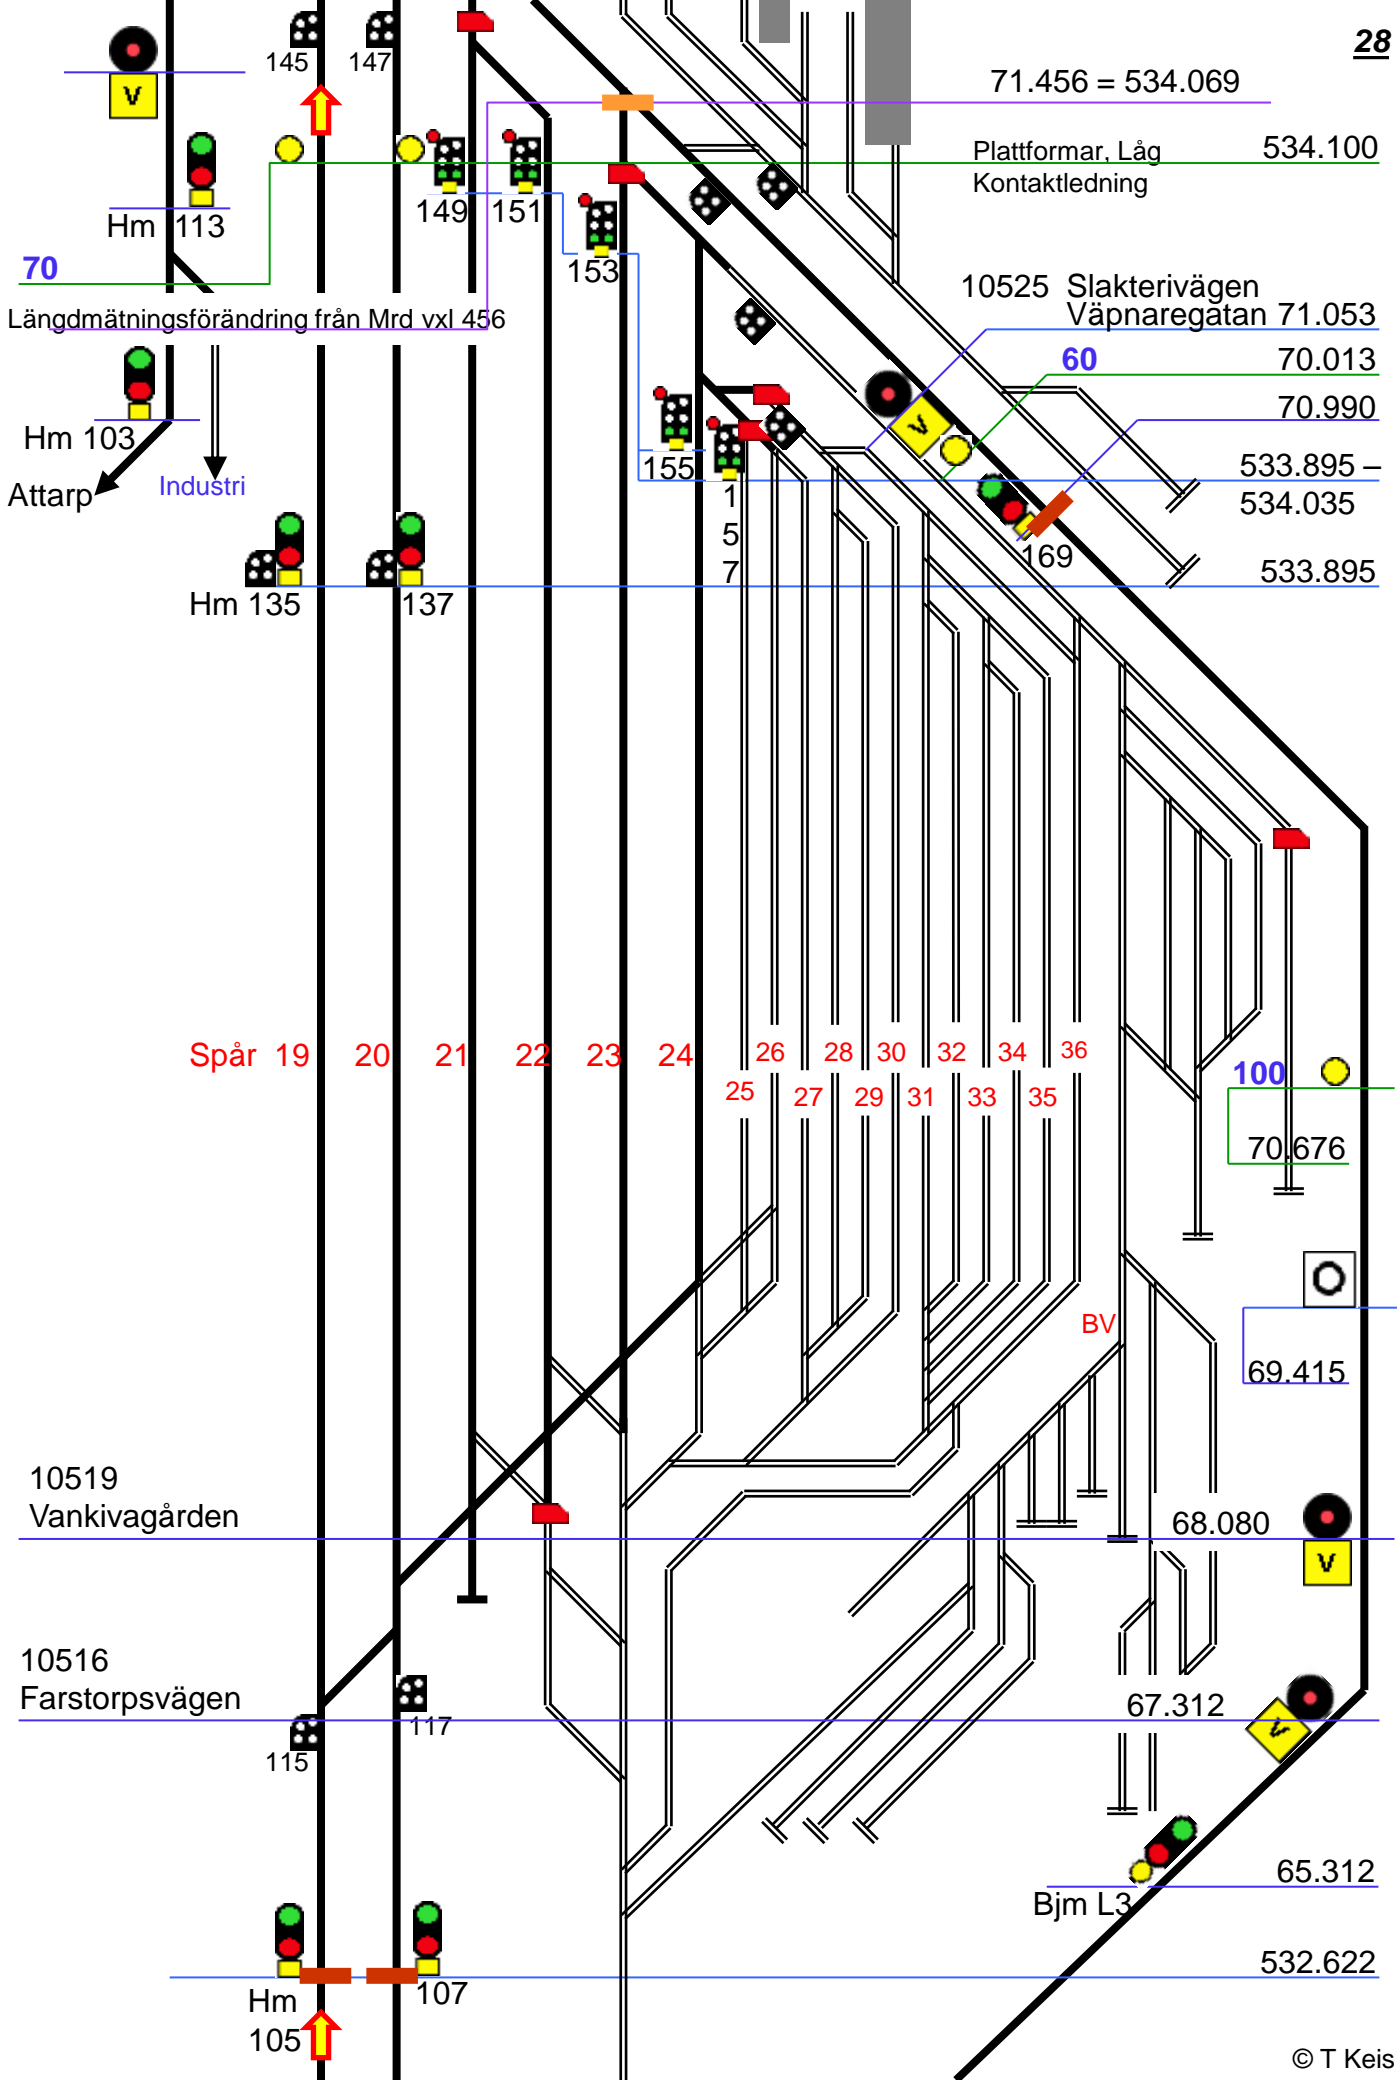 28
145
147
71.456 = 534.069
V
Plattformar, Låg
Kontaktledning
534.100
Hm 113
149
151
153
70
10525 Slakterivägen
Väpnaregatan 71.053
Längdmätningsförändring från Mrd vxl 456
60
70.013
70.990
V
Hm 103
155
1
5
7
533.895 –
534.035
Attarp
Industri
169
533.895
Hm 135
137
Spår 19
20
21
22
23
24
26
28
30
32
34
36
25
27
29
31
33
35
100
70.676
O
BV
69.415
10519
Vankivagården
68.080
V
10516
Farstorpsvägen
67.312
V
117
115
65.312
Bjm L3
532.622
Hm
105
107
© T Keis